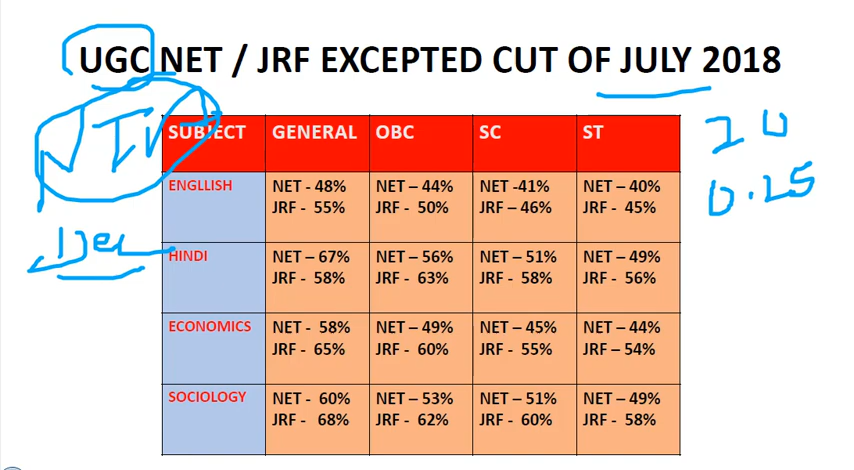 UGC NET / JRF EXCEPTED CUT OF JULY 2018
SUBJECT GENERAL OBC SC ST
ENGLLISH NET - 48% NET – 44% NET -41% NET – 40%
JRF - 55% JRF - 50% JRF – 46% JRF - 45%
HINDI NET – 67% NET – 56% NET – 51% NET – 49%
JRF - 58% JRF - 63% JRF - 58% JRF - 56%
ECONOMICS NET - 58% NET – 49% NET – 45% NET – 44%
JRF - 65% JRF - 60% JRF - 55% JRF – 54%
SOCIOLOGY NET - 60% NET – 53% NET – 51% NET – 49%
JRF - 68% JRF - 62% JRF - 60% JRF - 58%
0.25